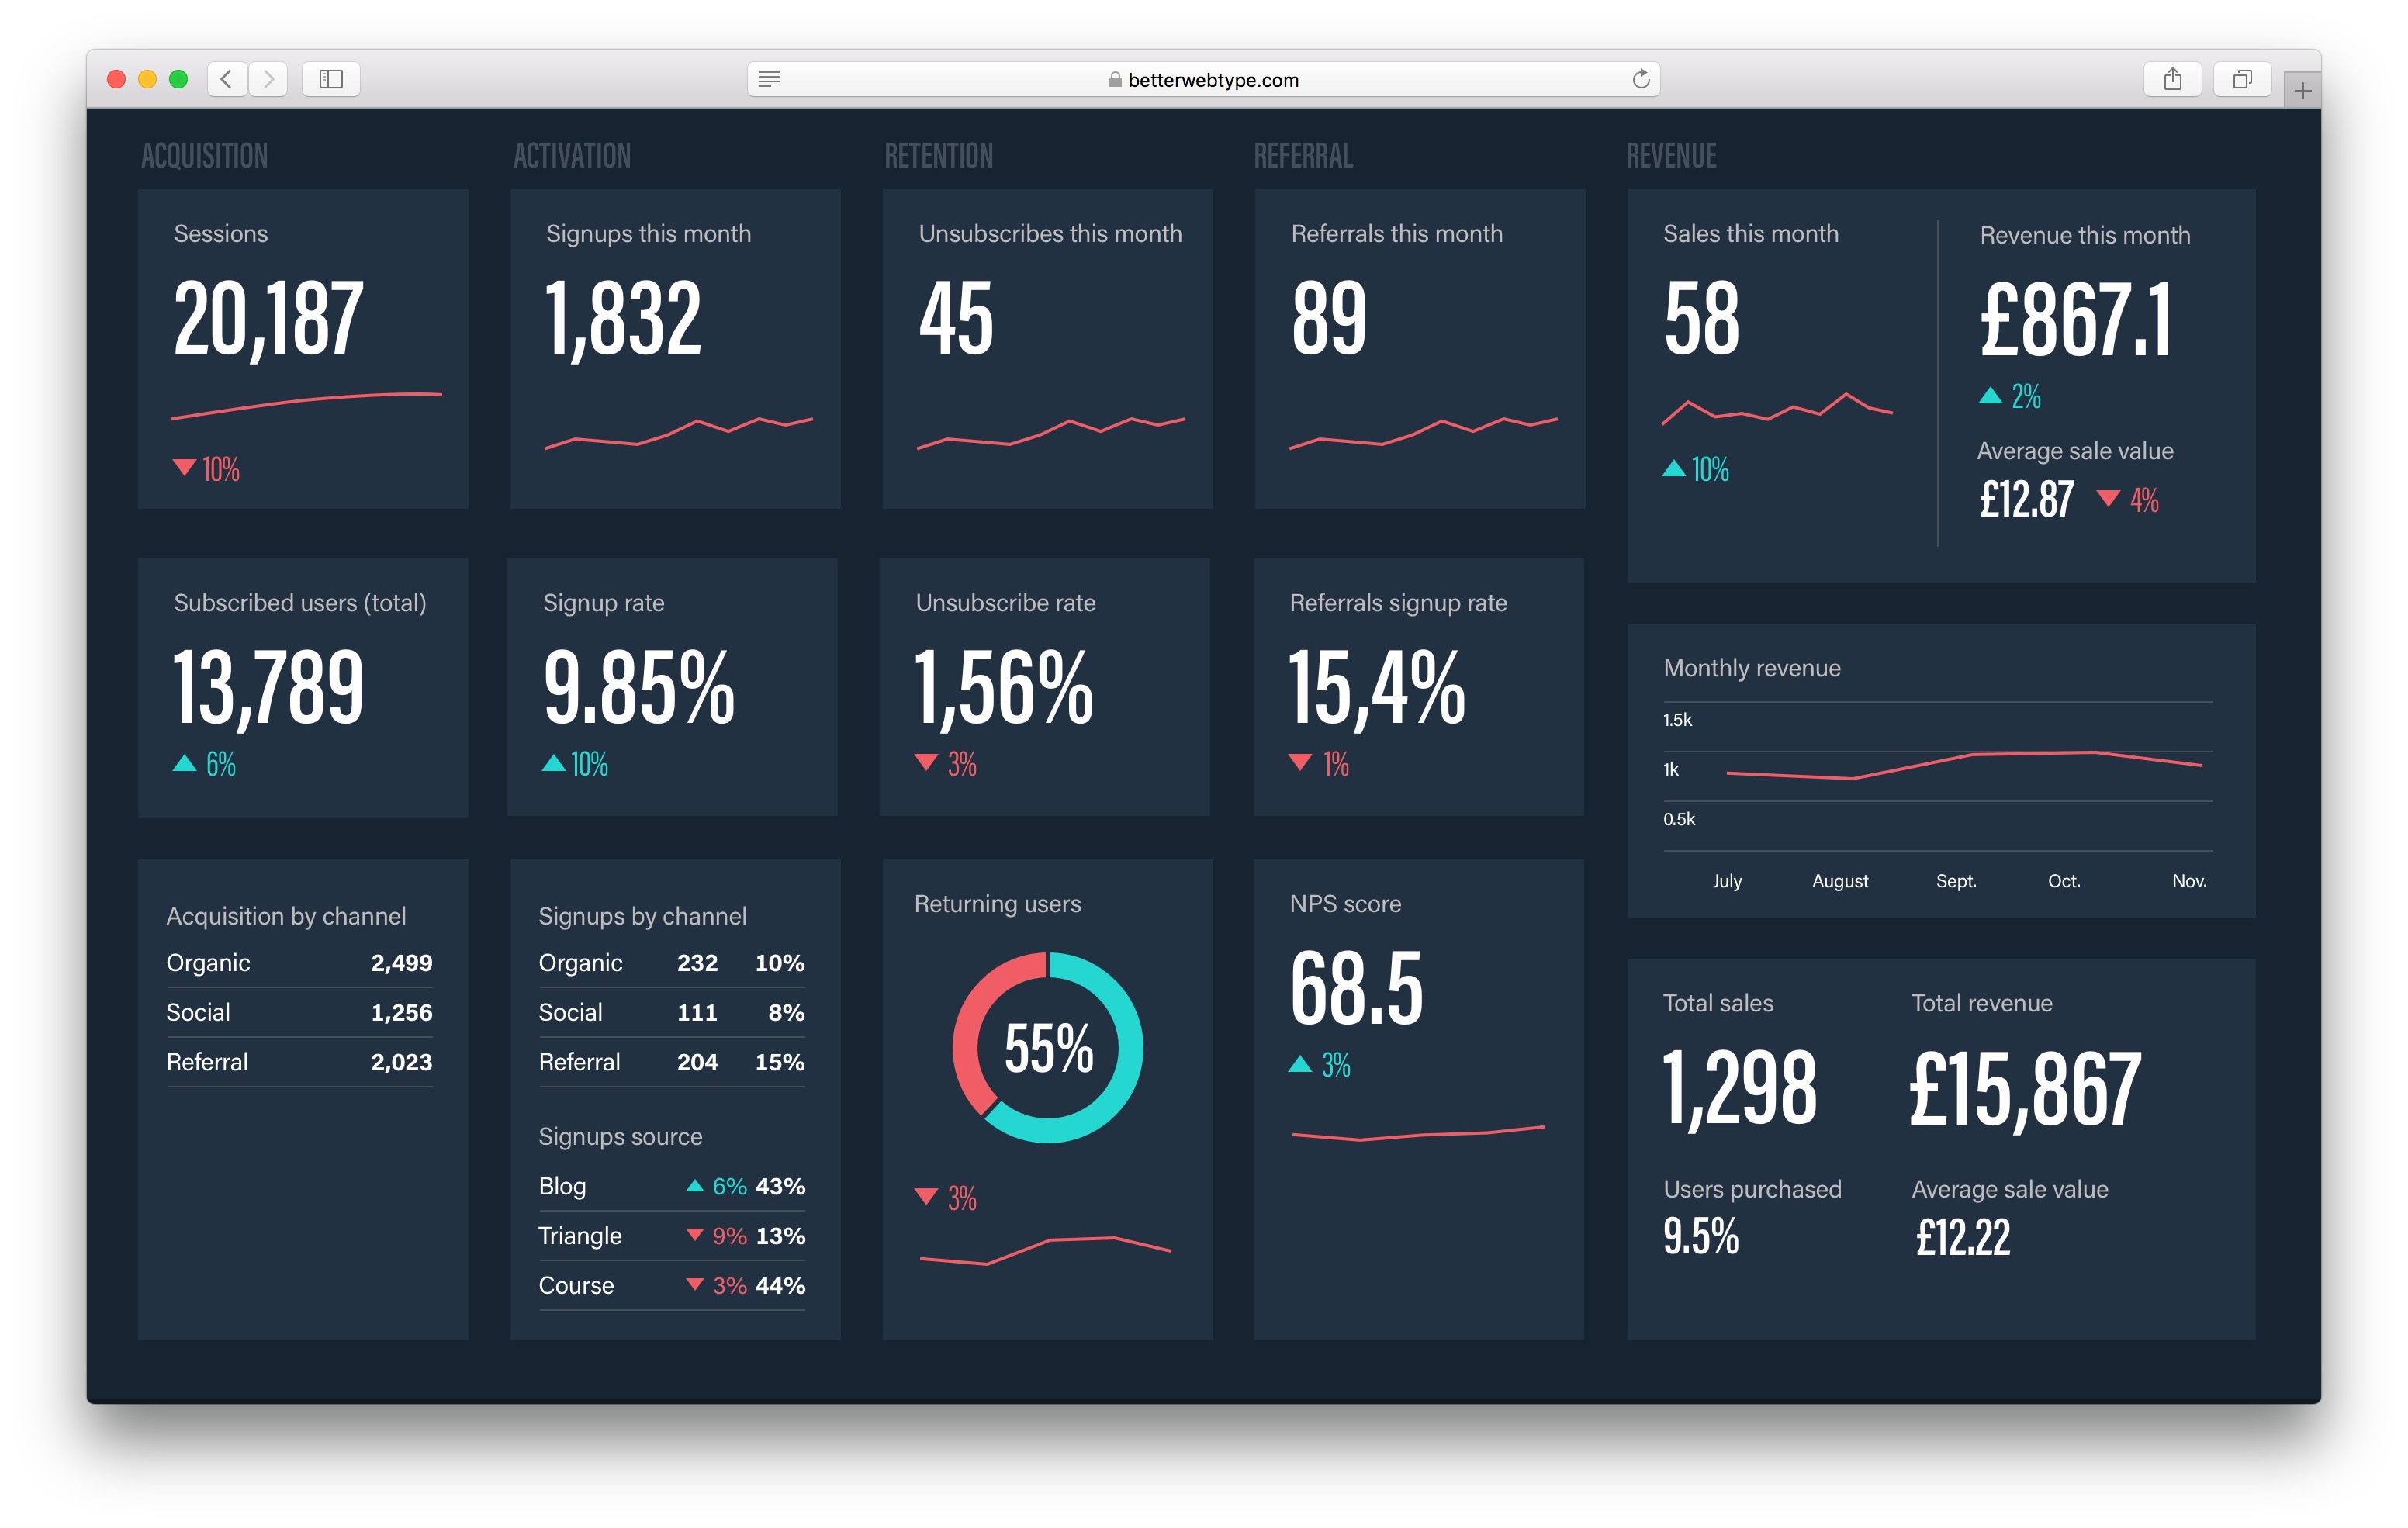 betterwebtype.com
ACQUISITION
Sessions
20,187
10%
Subscribed users (total)
13,789
6%
Acquisition by channel
Organic 2,499
Social 1,256
Referral 2,023
ACTIVATION
Signups this month
1,832
Signup rate
9.85%
10%
Signups by channel
Organic 232 10%
Social 111 8%
Referral 204 15%
Signups source
Blog 6% 43%
Triangle 9% 13%
Course 3% 44%
RETENTION
Unsubscribes this month
45
Unsubscribe rate
1,56%
3%
Returning users
55%
3%
REFERRAL
Referrals this month
89
Referrals signup rate
15,4%
1%
NPS score
68.5
3%
REVENUE
Sales this month
58
10%
Revenue this month
£867.1
2%
Average sale value
£12.87 4%
Monthly revenue
1.5k
1k
0.5k
July August Sept. Oct. Nov.
Total sales
1,298
Users purchased
9.5%
Total revenue
£15,867
Average sale value
£12.22